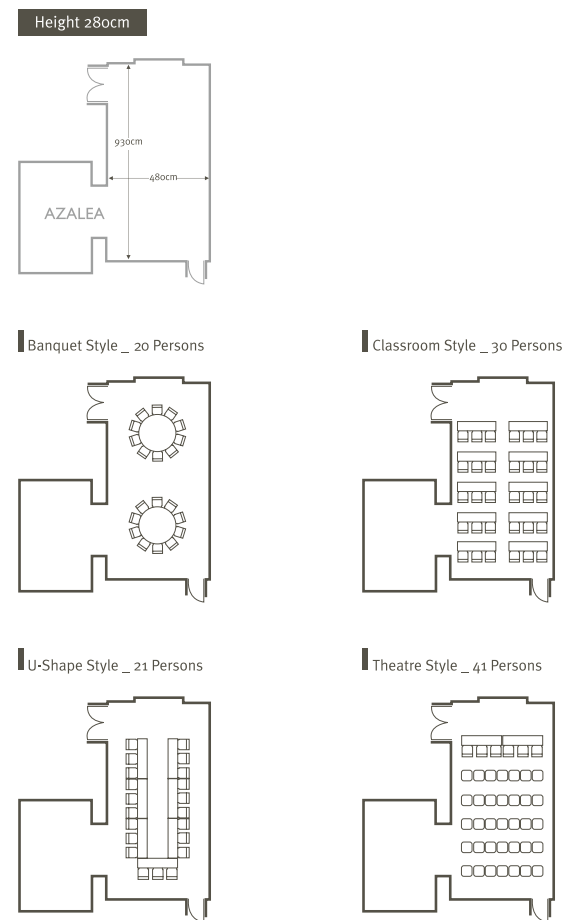 Height 280cm
930cm
480cm
AZALEA
Banquet Style _ 20 Persons
Classroom Style _ 30 Persons
U-Shape Style _ 21 Persons
Theatre Style _ 41 Persons